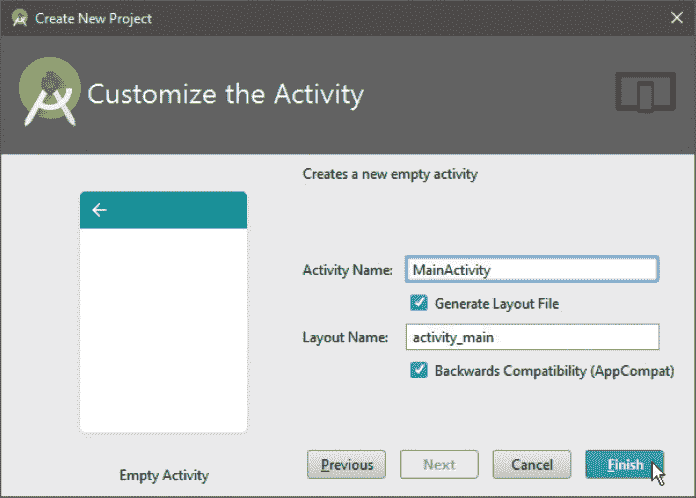 Create New Project
Customize the Activity
Creates a new empty activity
Activity Name: MainActivity
Generate Layout File
Layout Name: activity_main
Backwards Compatibility (AppCompat)
Empty Activity
Previous Next Cancel Finish